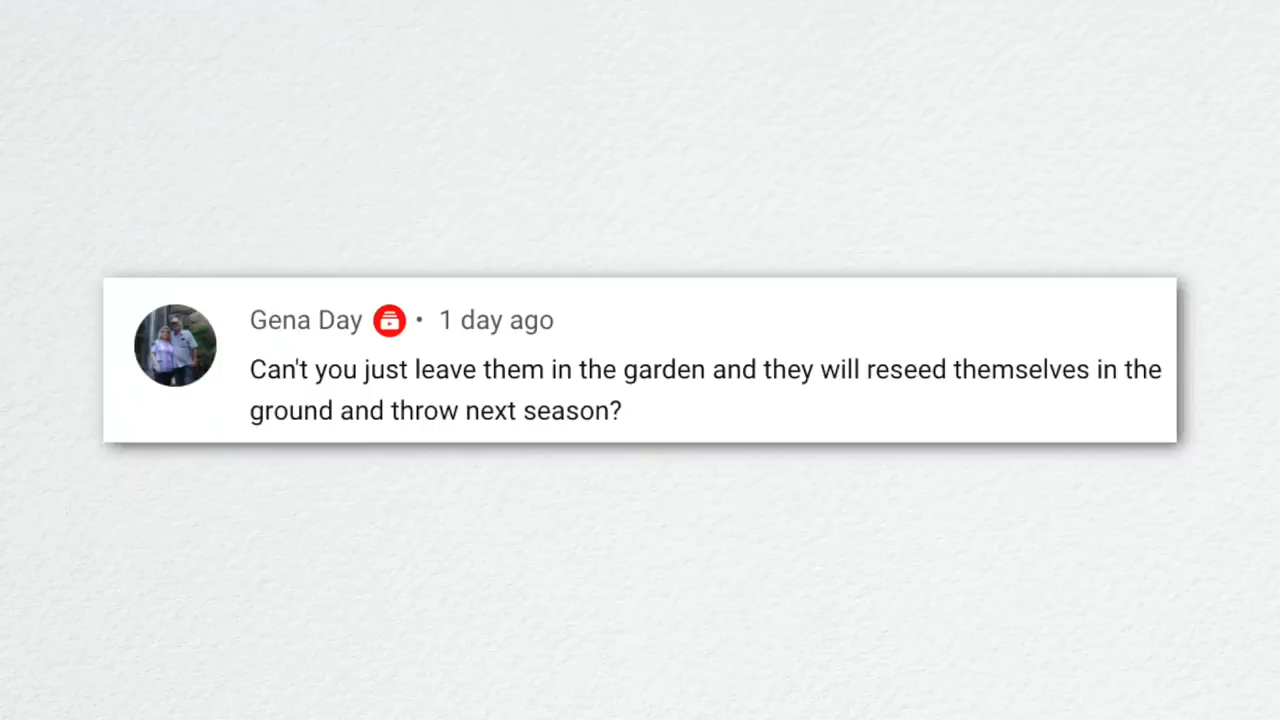 Gena Day • 1 day ago
Can't you just leave them in the garden and they will reseed themselves in the
ground and throw next season?